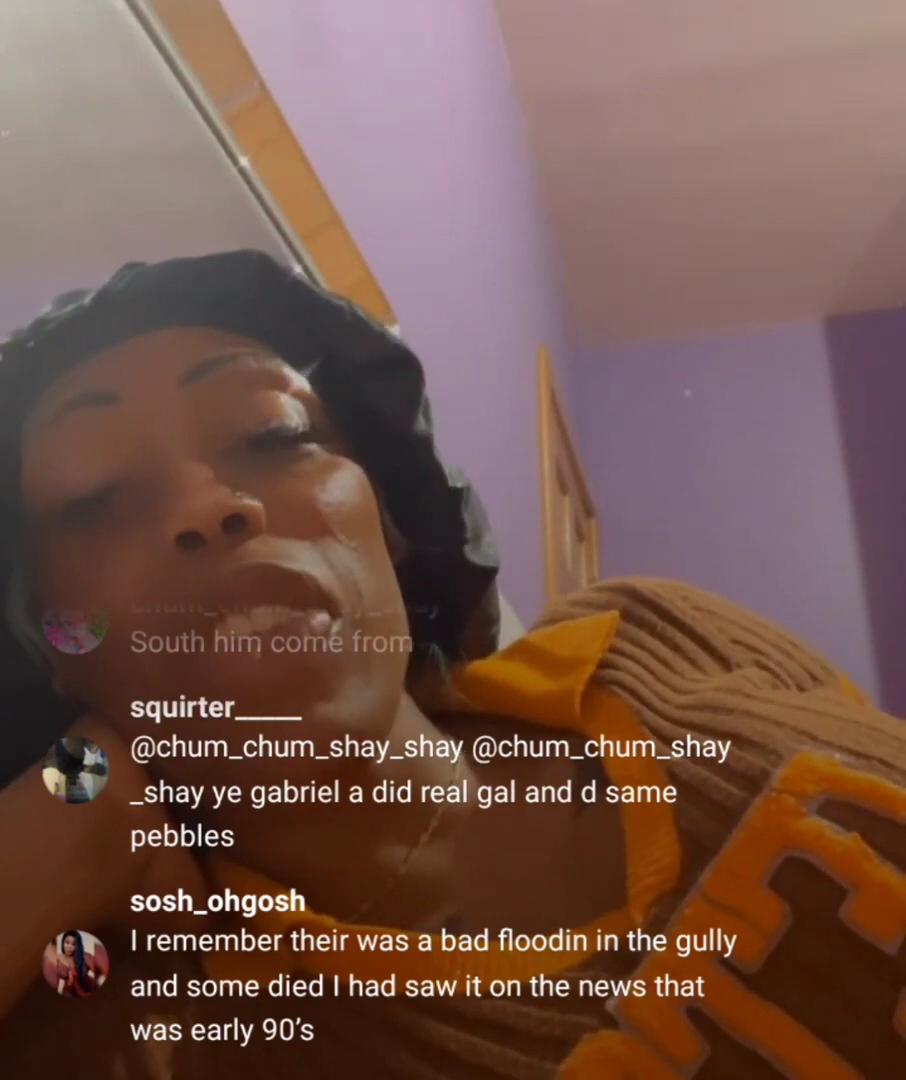 South him come from
squirter_____
@chum_chum_shay_shay @chum_chum_shay
_shay ye gabriel a did real gal and d same
pebbles
sosh_ohgosh
I remember their was a bad floodin in the gully
and some died I had saw it on the news that
was early 90's